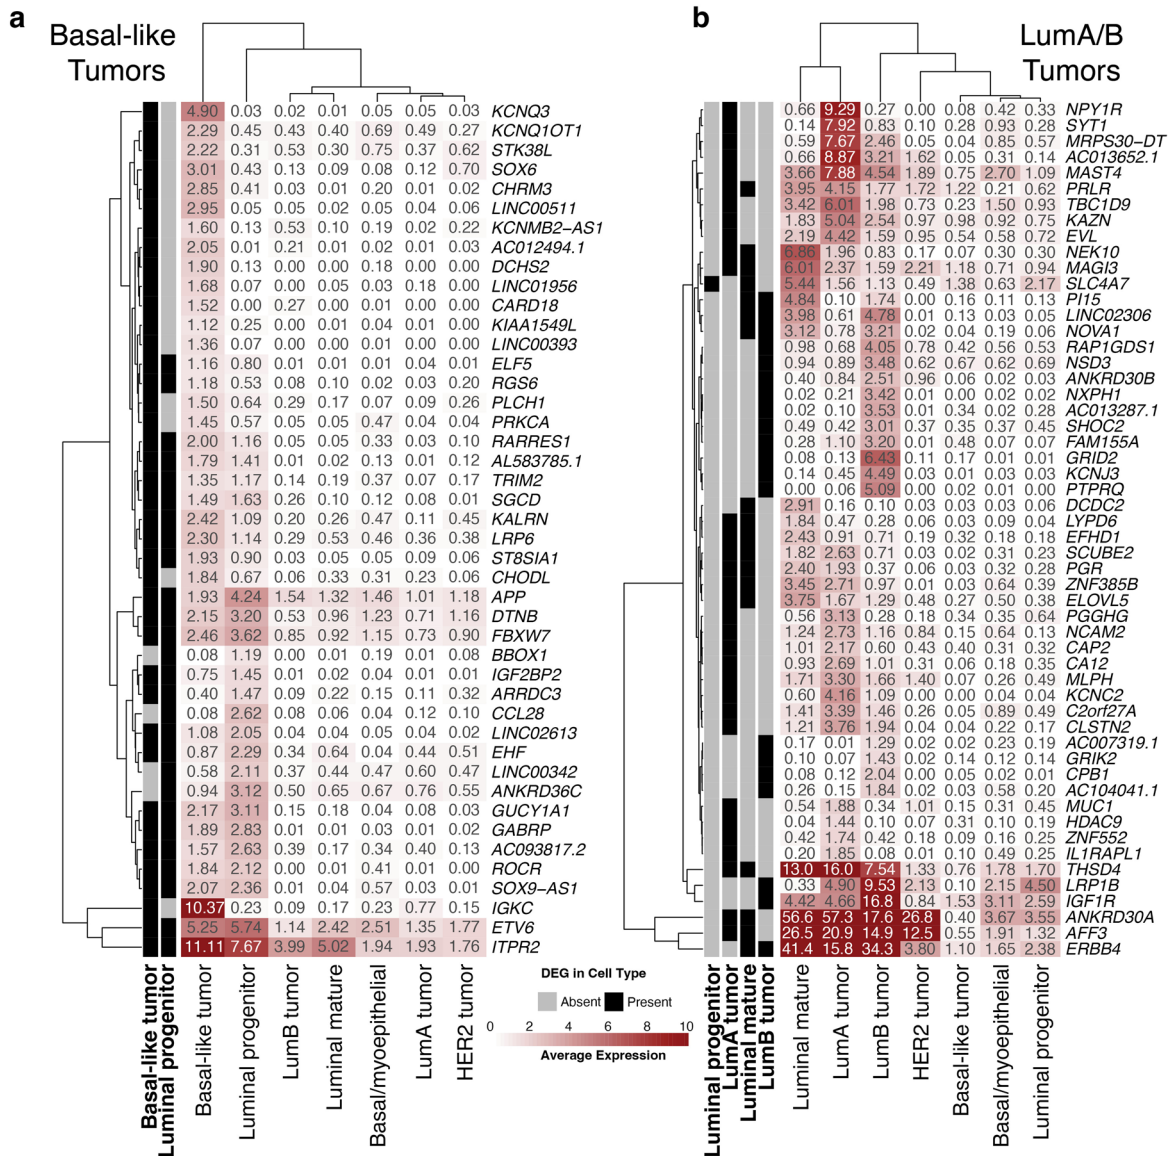 a
Basal-like
Tumors
4.90 0.03 0.02 0.01 0.05 0.05 0.03 KCNQ3
2.29 0.45 0.43 0.40 0.69 0.49 0.27 KCNQ1OT1
2.22 0.31 0.53 0.30 0.75 0.37 0.62 STK38L
3.01 0.43 0.13 0.09 0.08 0.12 0.70 SOX6
2.85 0.41 0.03 0.01 0.20 0.01 0.02 CHRM3
2.95 0.05 0.05 0.02 0.05 0.04 0.06 LINC00511
1.60 0.13 0.53 0.10 0.19 0.02 0.22 KCNMB2−AS1
2.05 0.01 0.21 0.01 0.02 0.01 0.03 AC012494.1
1.90 0.13 0.00 0.00 0.18 0.00 0.00 DCHS2
1.68 0.07 0.00 0.05 0.03 0.18 0.00 LINC01956
1.52 0.00 0.27 0.00 0.01 0.00 0.00 CARD18
1.12 0.25 0.00 0.01 0.04 0.01 0.00 KIAA1549L
1.36 0.07 0.00 0.01 0.01 0.00 0.00 LINC00393
1.16 0.80 0.01 0.01 0.01 0.04 0.01 ELF5
1.18 0.53 0.08 0.10 0.02 0.03 0.20 RGS6
1.50 0.64 0.29 0.17 0.07 0.09 0.26 PLCH1
1.45 0.57 0.05 0.05 0.47 0.04 0.04 PRKCA
2.00 1.16 0.05 0.05 0.33 0.03 0.10 RARRES1
1.79 1.41 0.01 0.02 0.13 0.01 0.12 AL583785.1
1.35 1.17 0.14 0.19 0.37 0.07 0.17 TRIM2
1.49 1.63 0.26 0.10 0.12 0.08 0.01 SGCD
2.42 1.09 0.20 0.26 0.47 0.11 0.45 KALRN
2.30 1.14 0.29 0.53 0.46 0.36 0.38 LRP6
1.93 0.90 0.03 0.05 0.05 0.09 0.06 ST8SIA1
1.84 0.67 0.06 0.33 0.31 0.23 0.06 CHODL
1.93 4.24 1.54 1.32 1.46 1.01 1.18 APP
2.15 3.20 0.53 0.96 1.23 0.71 1.16 DTNB
2.46 3.62 0.85 0.92 1.15 0.73 0.90 FBXW7
0.08 1.19 0.00 0.01 0.19 0.01 0.08 BBOX1
0.75 1.45 0.01 0.02 0.04 0.01 0.01 IGF2BP2
0.40 1.47 0.09 0.22 0.15 0.11 0.32 ARRDC3
0.08 2.62 0.08 0.06 0.04 0.12 0.10 CCL28
1.08 2.05 0.04 0.04 0.05 0.04 0.02 LINC02613
0.87 2.29 0.34 0.64 0.04 0.44 0.51 EHF
0.58 2.11 0.37 0.44 0.47 0.60 0.47 LINC00342
0.94 3.12 0.50 0.65 0.67 0.76 0.55 ANKRD36C
2.17 3.11 0.15 0.18 0.04 0.08 0.03 GUCY1A1
1.89 2.83 0.01 0.01 0.03 0.01 0.02 GABRP
1.57 2.63 0.39 0.17 0.34 0.40 0.13 AC093817.2
1.84 2.12 0.00 0.01 0.41 0.01 0.00 ROCR
2.07 2.36 0.01 0.04 0.57 0.03 0.01 SOX9−AS1
10.37 0.23 0.09 0.17 0.23 0.77 0.15 IGKC
5.25 5.74 1.14 2.42 2.51 1.35 1.77 ETV6
11.11 7.67 3.99 5.02 1.94 1.93 1.76 ITPR2
Basal-like tumor
Luminal progenitor
Basal-like tumor
Luminal progenitor
LumB tumor
Luminal mature
Basal/myoepithelial
LumA tumor
HER2 tumor
DEG in Cell Type
Absent Present
0 2 4 6 8 10
Average Expression
b
LumA/B
Tumors
0.66 9.29 0.27 0.00 0.08 0.42 0.33 NPY1R
0.14 7.92 0.83 0.10 0.28 0.93 0.28 SYT1
0.59 7.67 2.46 0.05 0.04 0.85 0.57 MRPS30−DT
0.66 8.87 3.21 1.62 0.05 0.31 0.14 AC013652.1
3.66 7.88 4.54 1.89 0.75 2.70 1.09 MAST4
3.95 4.15 1.77 1.72 1.22 0.21 0.62 PRLR
3.42 6.01 1.98 0.73 0.23 1.50 0.93 TBC1D9
1.83 5.04 2.54 0.97 0.98 0.92 0.75 KAZN
2.19 4.42 1.59 0.95 0.54 0.58 0.72 EVL
6.86 1.96 0.83 0.17 0.07 0.30 0.30 NEK10
6.01 2.37 1.59 2.21 1.18 0.71 0.94 MAGI3
5.44 1.56 1.13 0.49 1.38 0.63 2.17 SLC4A7
4.84 0.10 1.74 0.00 0.16 0.11 0.13 PI15
3.98 0.61 4.78 0.01 0.13 0.03 0.05 LINC02306
3.12 0.78 3.21 0.02 0.04 0.19 0.06 NOVA1
0.98 0.68 4.05 0.78 0.42 0.56 0.53 RAP1GDS1
0.94 0.89 3.48 0.62 0.67 0.62 0.69 NSD3
0.40 0.84 2.51 0.96 0.06 0.02 0.03 ANKRD30B
0.02 0.21 3.42 0.01 0.00 0.02 0.02 NXPH1
0.02 0.10 3.53 0.01 0.34 0.02 0.28 AC013287.1
0.49 0.42 3.01 0.37 0.35 0.37 0.45 SHOC2
0.28 1.10 3.20 0.01 0.48 0.07 0.07 FAM155A
0.08 0.13 6.43 0.11 0.49 0.01 0.01 GRID2
0.14 0.45 4.49 0.03 0.01 0.03 0.03 KCNJ3
0.00 0.06 5.09 0.00 0.02 0.01 0.00 PTPRQ
2.91 0.16 0.10 0.03 0.03 0.03 0.06 DCDC2
1.84 0.47 0.28 0.06 0.03 0.09 0.04 LYPD6
2.43 0.91 0.71 0.19 0.32 0.18 0.18 EFHD1
1.82 2.63 0.71 0.03 0.02 0.31 0.23 SCUBE2
2.40 1.93 0.37 0.06 0.03 0.32 0.28 PGR
3.45 2.71 0.97 0.01 0.03 0.64 0.39 ZNF385B
3.75 1.67 1.29 0.48 0.27 0.50 0.38 ELOVL5
0.56 3.13 0.28 0.18 0.34 0.35 0.64 PGGHG
1.24 2.73 1.16 0.84 0.15 0.64 0.13 NCAM2
1.01 2.17 0.60 0.43 0.40 0.31 0.32 CAP2
0.93 2.69 1.01 0.31 0.06 0.18 0.35 CA12
1.71 3.30 1.66 1.40 0.07 0.26 0.49 MLPH
0.60 4.16 1.09 0.00 0.00 0.04 0.04 KCNC2
1.41 3.39 1.46 0.26 0.05 0.89 0.49 C2orf27A
1.21 3.76 1.94 0.04 0.04 0.22 0.17 CLSTN2
0.17 0.01 1.29 0.02 0.02 0.23 0.19 AC007319.1
0.10 0.07 1.43 0.02 0.14 0.12 0.14 GRIK2
0.08 0.12 2.04 0.00 0.05 0.02 0.01 CPB1
0.26 0.15 1.84 0.02 0.03 0.58 0.20 AC104041.1
0.54 1.88 0.34 1.01 0.15 0.31 0.45 MUC1
0.04 1.44 0.10 0.07 0.31 0.10 0.19 HDAC9
0.42 1.74 0.42 0.18 0.09 0.16 0.25 ZNF552
0.20 1.85 0.08 0.01 0.10 0.49 0.25 IL1RAPL1
13.0 16.0 7.54 1.33 0.76 1.78 1.70 THSD4
0.33 4.90 9.53 2.13 0.10 2.15 4.50 LRP1B
4.42 4.66 16.8 0.84 1.53 3.11 2.59 IGF1R
56.6 57.3 17.6 26.8 0.40 3.67 3.55 ANKRD30A
26.5 20.9 14.9 12.5 0.55 1.91 1.32 AFF3
41.4 15.8 34.3 3.80 1.10 1.65 2.38 ERBB4
Luminal progenitor
LumA tumor
Luminal mature
LumB tumor
Luminal mature
LumA tumor
LumB tumor
HER2 tumor
Basal-like tumor
Basal/myoepithelial
Luminal progenitor